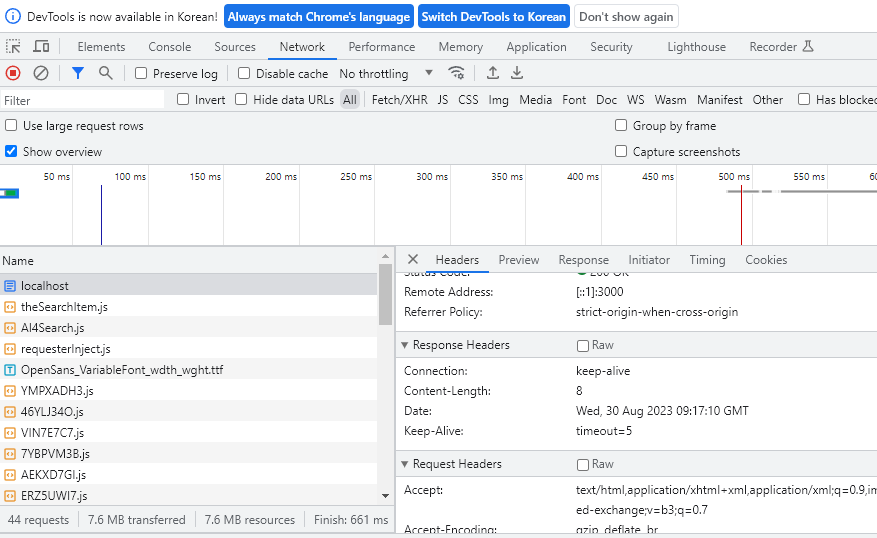 DevTools is now available in Korean! Always match Chrome's language Switch DevTools to Korean Don't show again
Elements Console Sources Network Performance Memory Application Security Lighthouse Recorder
Preserve log Disable cache No throttling
Filter Invert Hide data URLs All Fetch/XHR JS CSS Img Media Font Doc WS Wasm Manifest Other Has blocked
Use large request rows Group by frame
Show overview Capture screenshots
50 ms 100 ms 150 ms 200 ms 250 ms 300 ms 350 ms 400 ms 450 ms 500 ms 550 ms 60
Name
localhost
theSearchItem.js
AI4Search.js
requesterInject.js
OpenSans_VariableFont_wdth_wght.ttf
YMPXADH3.js
46YLJ34O.js
VIN7E7C7.js
7YBPVM3B.js
AEKXD7GI.js
ERZ5UWI7.js
44 requests 7.6 MB transferred 7.6 MB resources Finish: 661 ms
Headers Preview Response Initiator Timing Cookies
Status Code: 200 OK
Remote Address: [::1]:3000
Referrer Policy: strict-origin-when-cross-origin
Response Headers Raw
Connection: keep-alive
Content-Length: 8
Date: Wed, 30 Aug 2023 09:17:10 GMT
Keep-Alive: timeout=5
Request Headers Raw
Accept: text/html,application/xhtml+xml,application/xml;q=0.9,im
ed-exchange;v=b3;q=0.7
Accept-Encoding: gzip, deflate, br